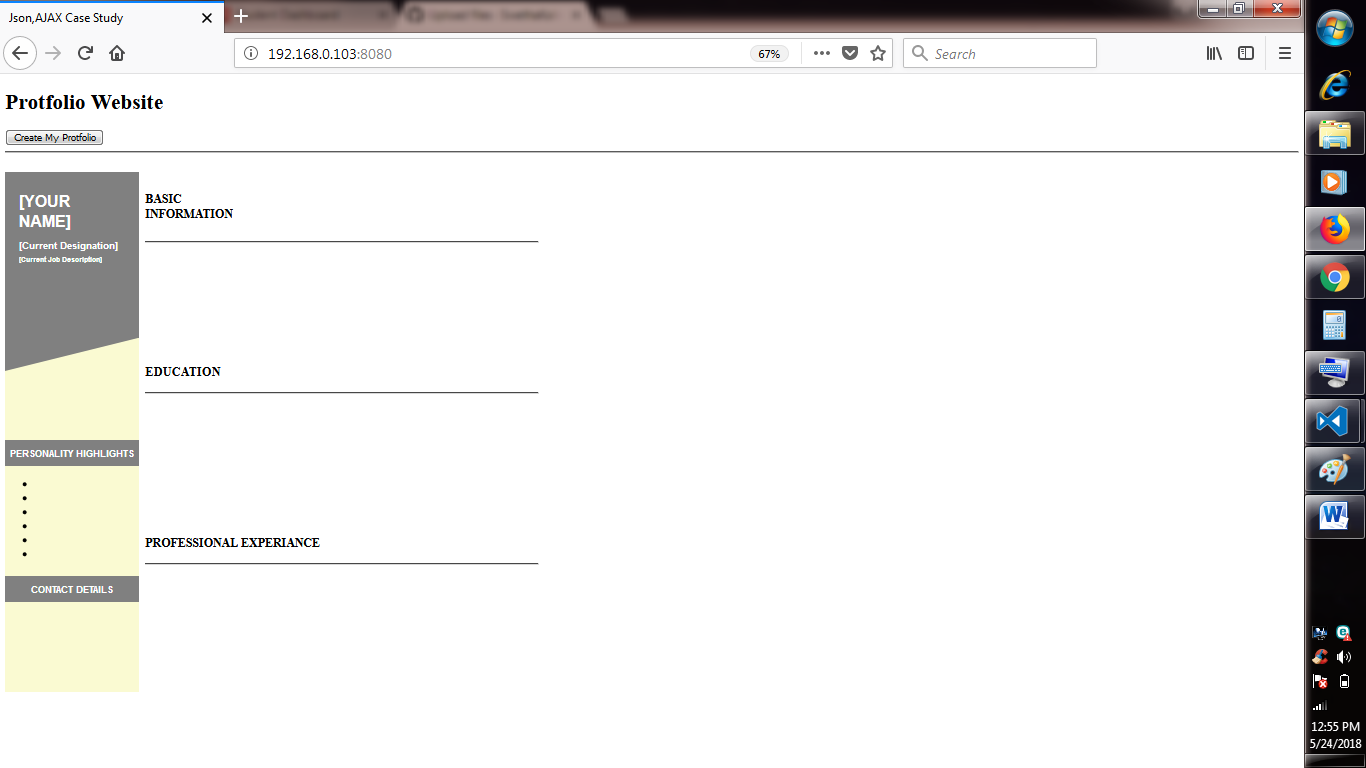 Json,AJAX Case Study
192.168.0.103:8080
67%
Search
Protfolio Website
Create My Protfolio
[YOUR
NAME]
[Current Designation]
[Current Job Description]
PERSONALITY HIGHLIGHTS
CONTACT DETAILS
BASIC
INFORMATION
EDUCATION
PROFESSIONAL EXPERIANCE
12:55 PM
5/24/2018